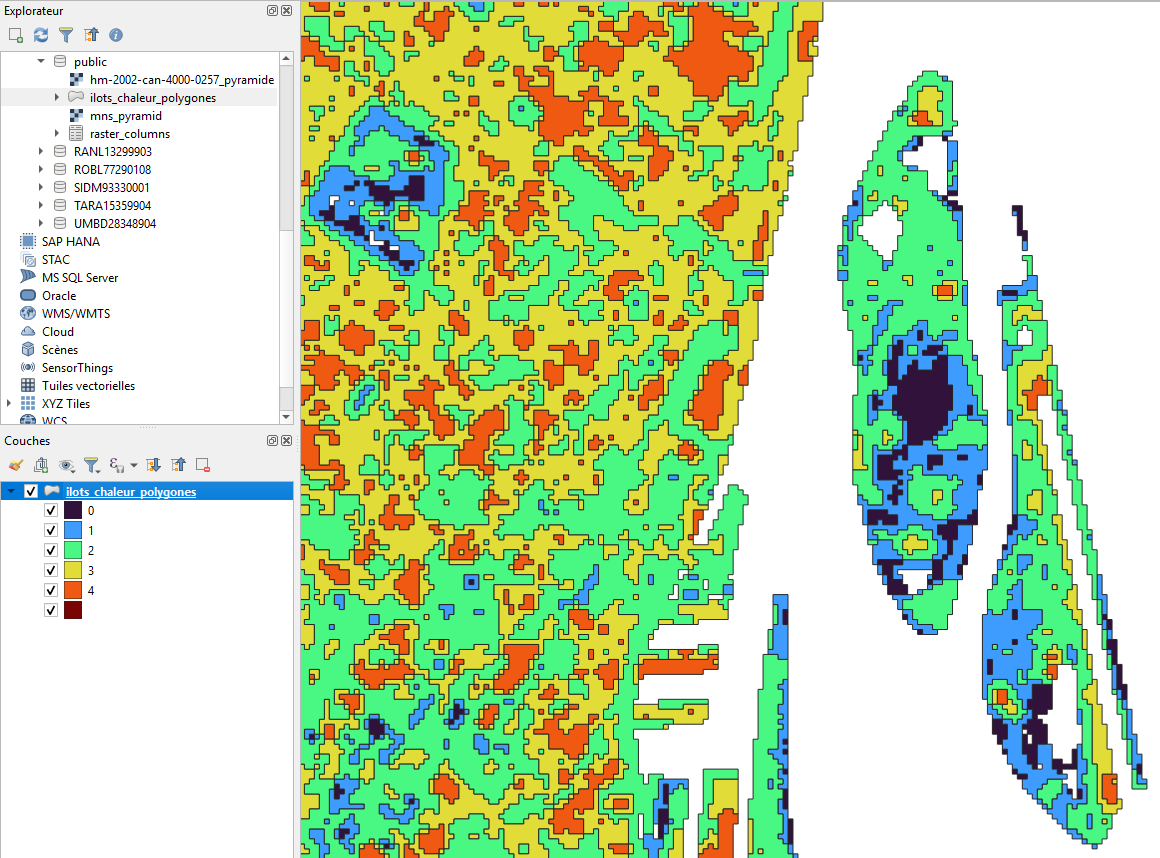 Explorateur
public
hm-2002-can-4000-0257_pyramide
ilots_chaleur_polygones
mns_pyramid
raster_columns
RANL13299903
ROBL77290108
SIDM93330001
TARA15359904
UMBD28348904
SAP HANA
STAC
MS SQL Server
Oracle
WMS/WMTS
Cloud
Scènes
SensorThings
Tuiles vectorielles
XYZ Tiles
WCS
Couches
ilots_chaleur_polygones
0
1
2
3
4